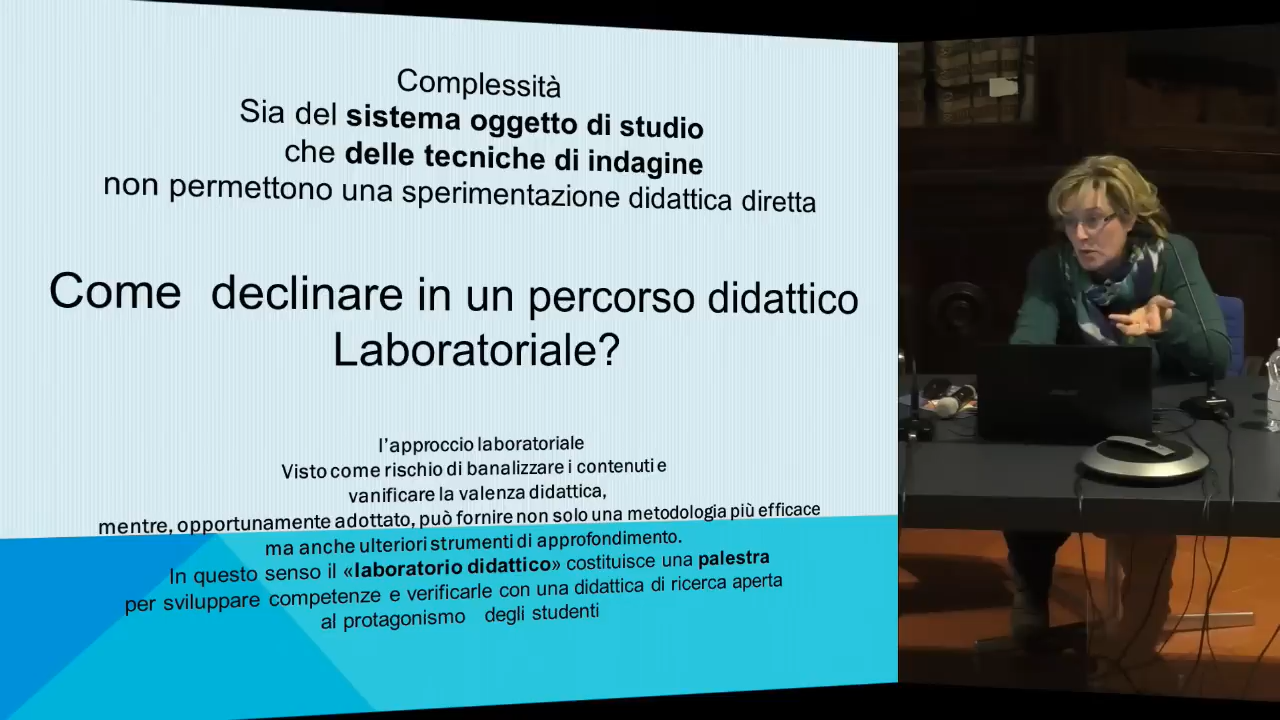 Complessità
Sia del sistema oggetto di studio
che delle tecniche di indagine
non permettono una sperimentazione didattica diretta
Come declinare in un percorso didattico
Laboratoriale?
l'approccio laboratoriale
Visto come rischio di banalizzare i contenuti e
vanificare la valenza didattica,
mentre, opportunamente adottato, può fornire non solo una metodologia più efficace
ma anche ulteriori strumenti di approfondimento.
In questo senso il «laboratorio didattico» costituisce una palestra
per sviluppare competenze e verificarle con una didattica di ricerca aperta
al protagonismo degli studenti